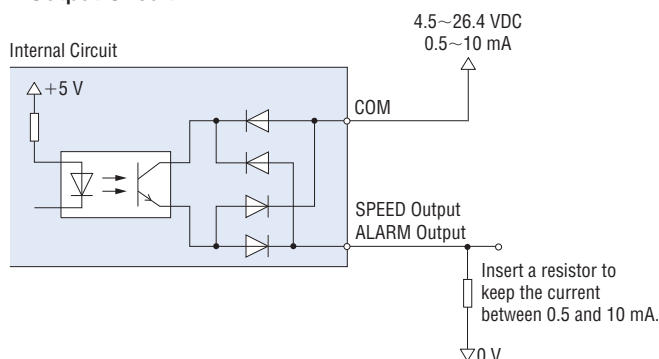 4.5~26.4 VDC
0.5~10 mA
Internal Circuit
+5 V
COM
SPEED Output
ALARM Output
Insert a resistor to
keep the current
between 0.5 and 10 mA.
0 V